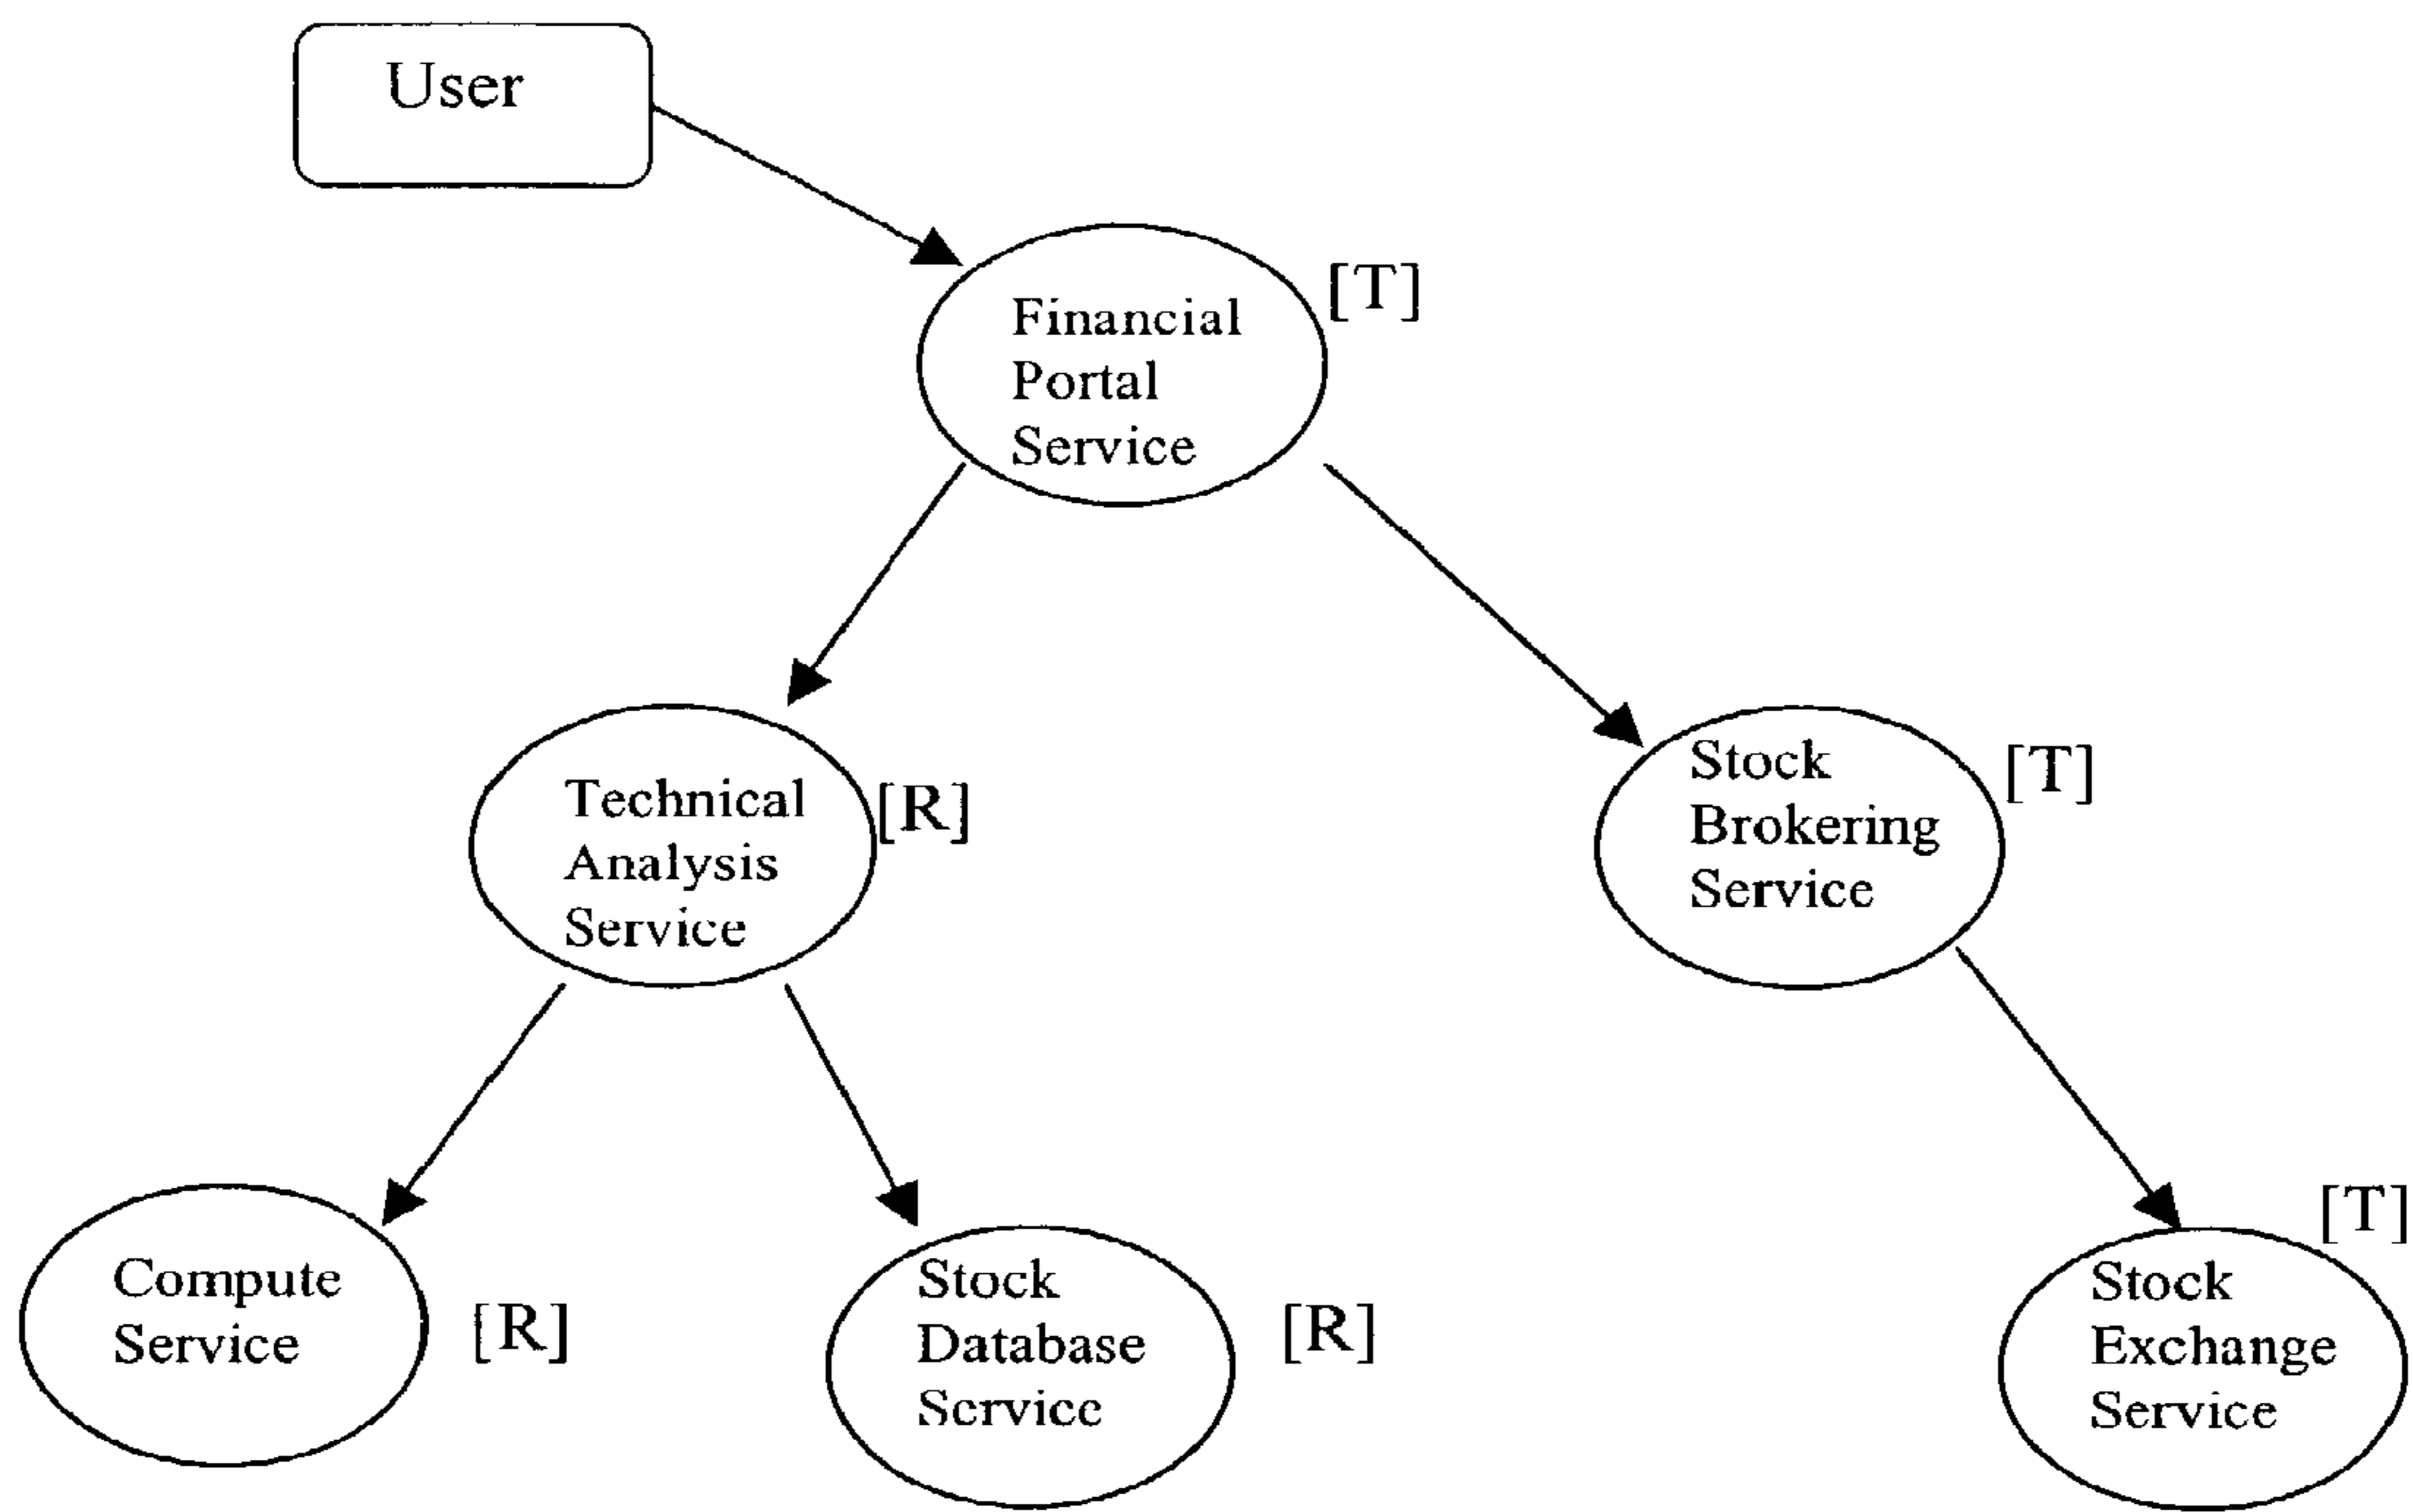 User
Financial
Portal
Service
[T]
Technical
Analysis
Service
[R]
Stock
Brokering
Service
[T]
Compute
Service
[R]
Stock
Database
Service
[R]
Stock
Exchange
Service
[T]